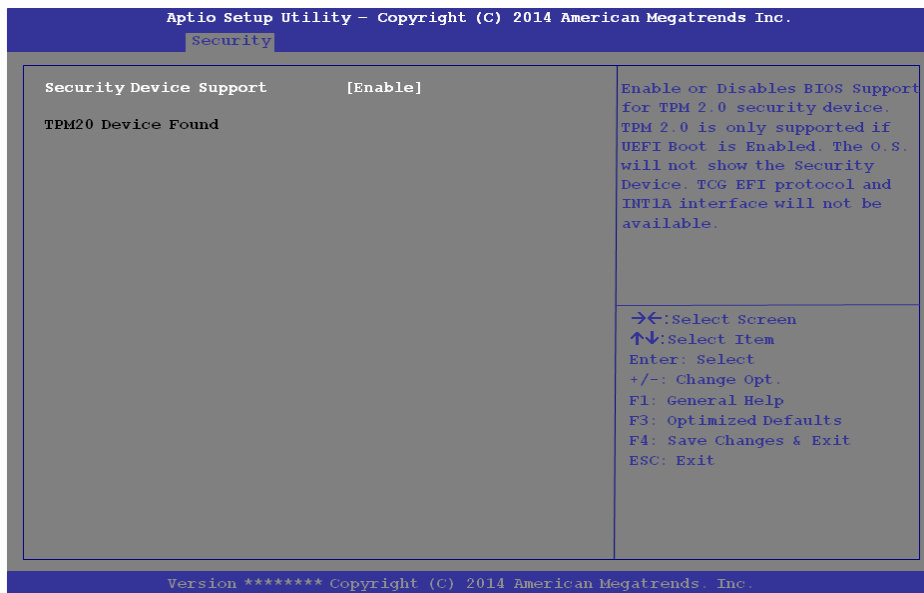 Aptio Setup Utility – Copyright (C) 2014 American Megatrends Inc.
Security
Security Device Support [Enable]
TPM20 Device Found
Enable or Disables BIOS Support
for TPM 2.0 security device.
TPM 2.0 is only supported if
UEFI Boot is Enabled. The O.S.
will not show the Security
Device. TCG EFI protocol and
INT1A interface will not be
available.
→←:Select Screen
↑↓:Select Item
Enter: Select
+/-: Change Opt.
F1: General Help
F3: Optimized Defaults
F4: Save Changes & Exit
ESC: Exit
Version ******** Copyright (C) 2014 American Megatrends. Inc.